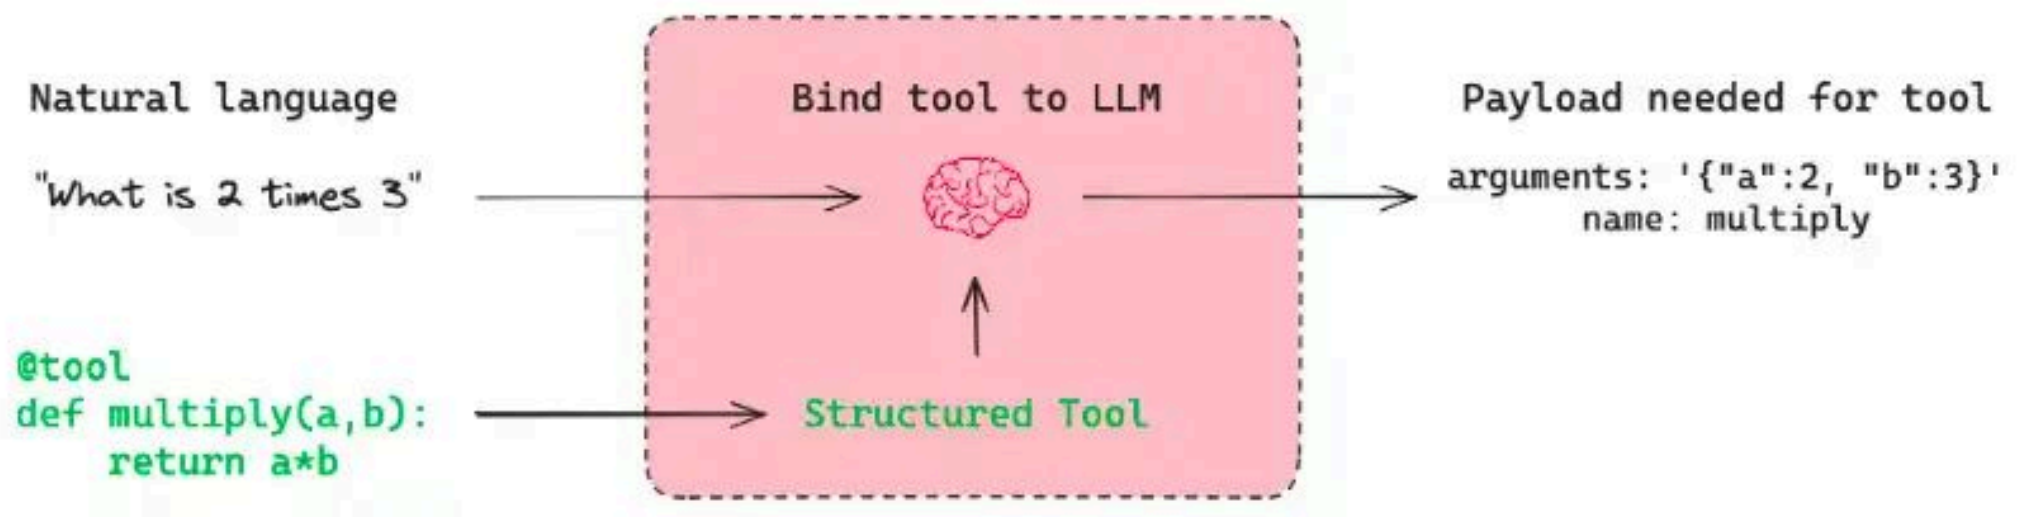 Natural language
"What is 2 times 3"
@tool
def multiply(a,b):
    return a*b
Bind tool to LLM
Structured Tool
Payload needed for tool
arguments: '{"a":2, "b":3}'
name: multiply